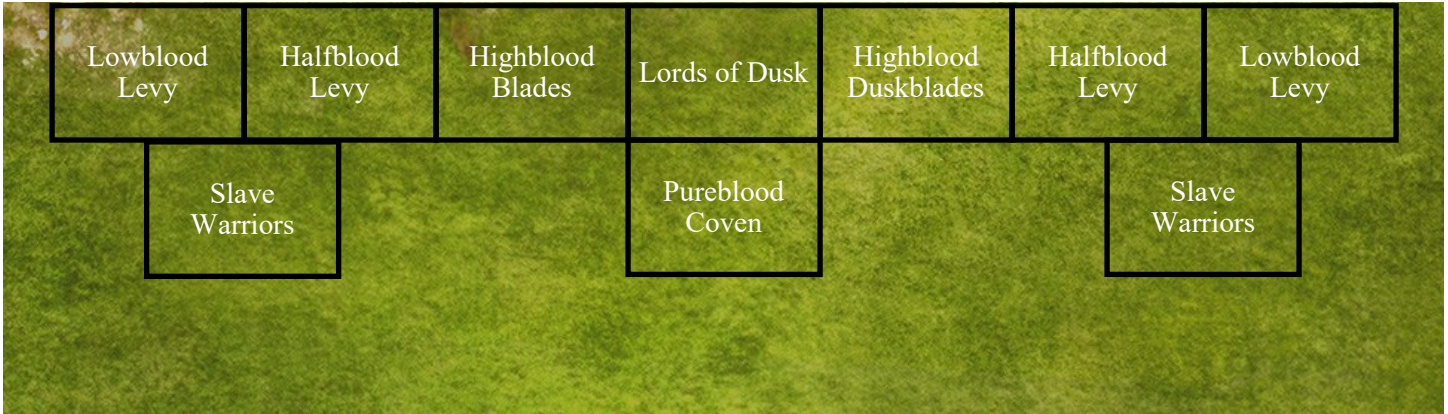 Lowblood
Levy
Halfblood
Levy
Highblood
Blades
Lords of Dusk
Highblood
Duskblades
Halfblood
Levy
Lowblood
Levy
Slave
Warriors
Pureblood
Coven
Slave
Warriors